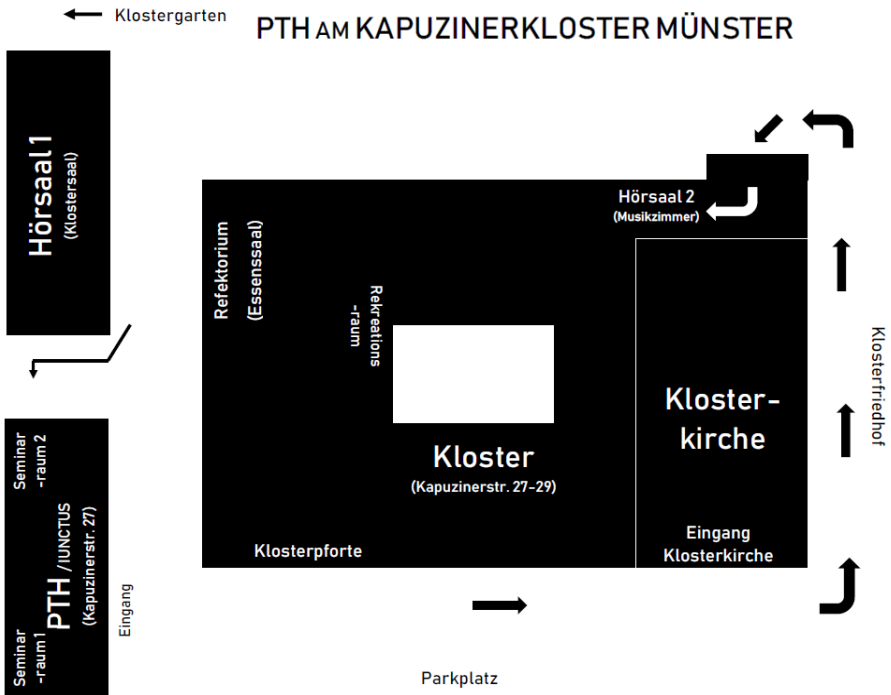 Klostergarten
PTH AM KAPUZINERKLOSTER MÜNSTER
Hörsaal 1
(Klostersaal)
Refektorium
(Essenssaal)
Rekreations
-raum
Hörsaal 2
(Musikzimmer)
Klosterfriedhof
Kloster-
kirche
Kloster
(Kapuzinerstr. 27-29)
Klosterpforte
Eingang
Klosterkirche
Seminar
-raum 2
PTH /IUNCTUS
(Kapuzinerstr. 27)
Seminar
-raum 1
Eingang
Parkplatz